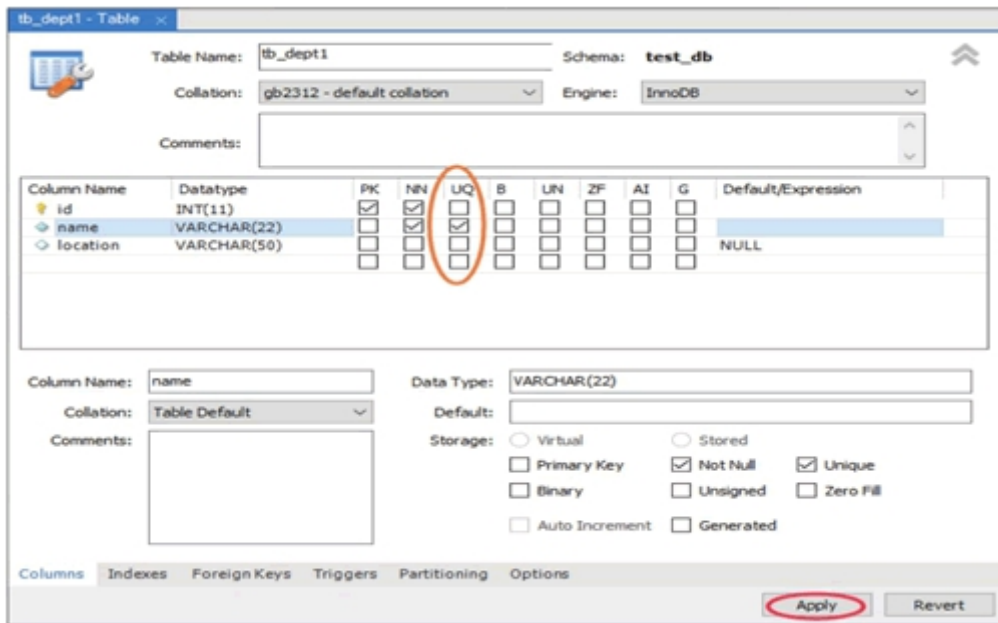 tb_dept1 - Table ×
Table Name: tb_dept1 Schema: test_db
Collation: gb2312 - default collation Engine: InnoDB
Comments:
Column Name Datatype PK NN UQ B UN ZF AI G Default/Expression
id INT(11)
name VARCHAR(22)
location VARCHAR(50) NULL
Column Name: name Data Type: VARCHAR(22)
Collation: Table Default Default:
Comments: Storage: Virtual Stored
Primary Key Not Null Unique
Binary Unsigned Zero Fill
Auto Increment Generated
Columns Indexes Foreign Keys Triggers Partitioning Options
Apply Revert